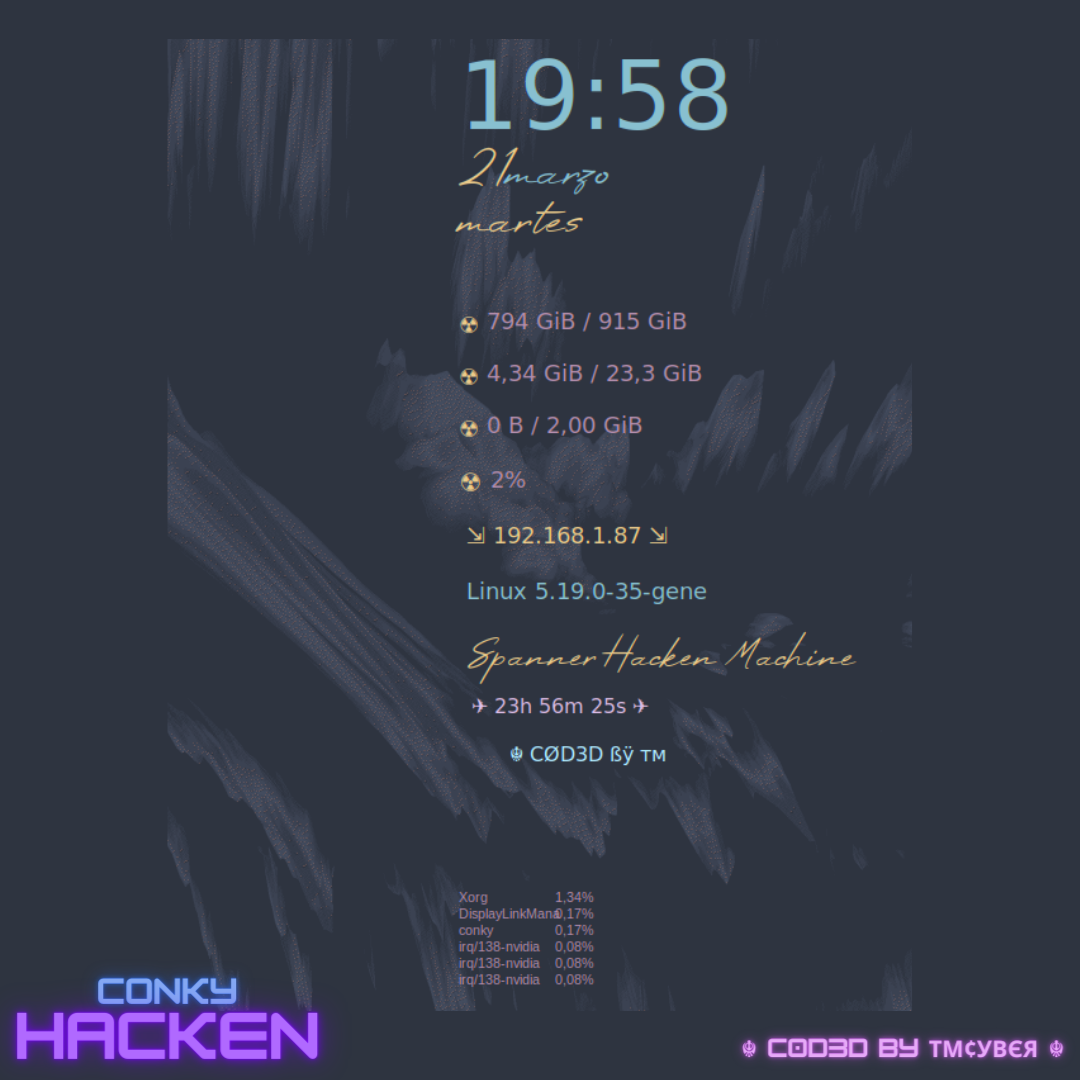 19:58
21marzo
martes
☢ 794 GiB / 915 GiB
☢ 4,34 GiB / 23,3 GiB
☢ 0 B / 2,00 GiB
☢ 2%
⇲ 192.168.1.87 ⇲
Linux 5.19.0-35-gene
Spanner Hacken Machine
✈ 23h 56m 25s ✈
☬ CØD3D ßÿ ™
Xorg 1,34%
DisplayLinkMana 0,17%
conky 0,17%
irq/138-nvidia 0,08%
irq/138-nvidia 0,08%
irq/138-nvidia 0,08%
CONKY
HACKEN
☬ C0D3D BY TM¢УBЄЯ ☬